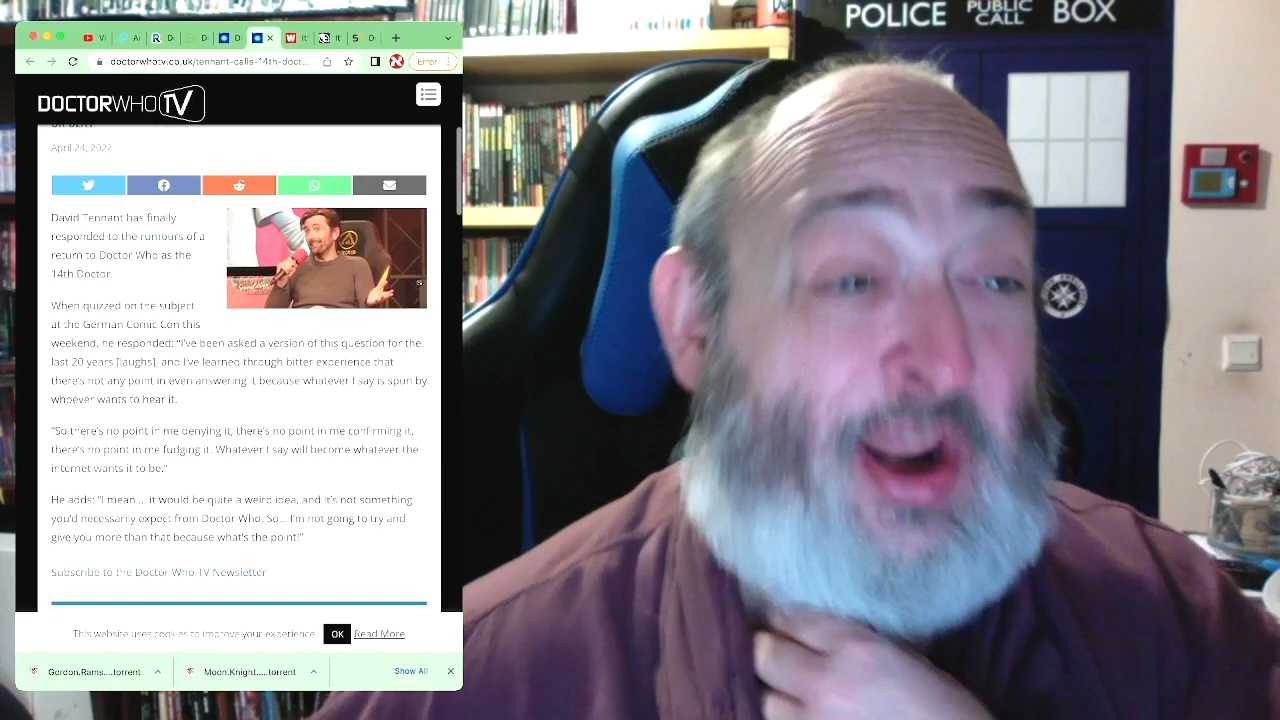 POLICE PUBLIC CALL BOX
doctorwhotv.co.uk/tennant-calls-14th-doct...
Error
DOCTORWHOTV
April 24, 2022
David Tennant has finally
responded to the rumours of a
return to Doctor Who as the
14th Doctor.
When quizzed on the subject
at the German Comic Con this
weekend, he responded: “I've been asked a version of this question for the
last 20 years [laughs], and I've learned through bitter experience that
there's not any point in even answering it because whatever I say is spun by
whoever wants to hear it.
“So there's no point in me denying it, there's no point in me confirming it,
there's no point in me fudging it. Whatever I say will become whatever the
internet wants it to be.”
He adds: “I mean... it would be quite a weird idea, and it's not something
you'd necessarily expect from Doctor Who. So... I'm not going to try and
give you more than that because what's the point!”
Subscribe to the Doctor Who TV Newsletter
This website uses cookies to improve your experience. OK Read More
Gordon.Rams....torrent Moon.Knight.....torrent Show All